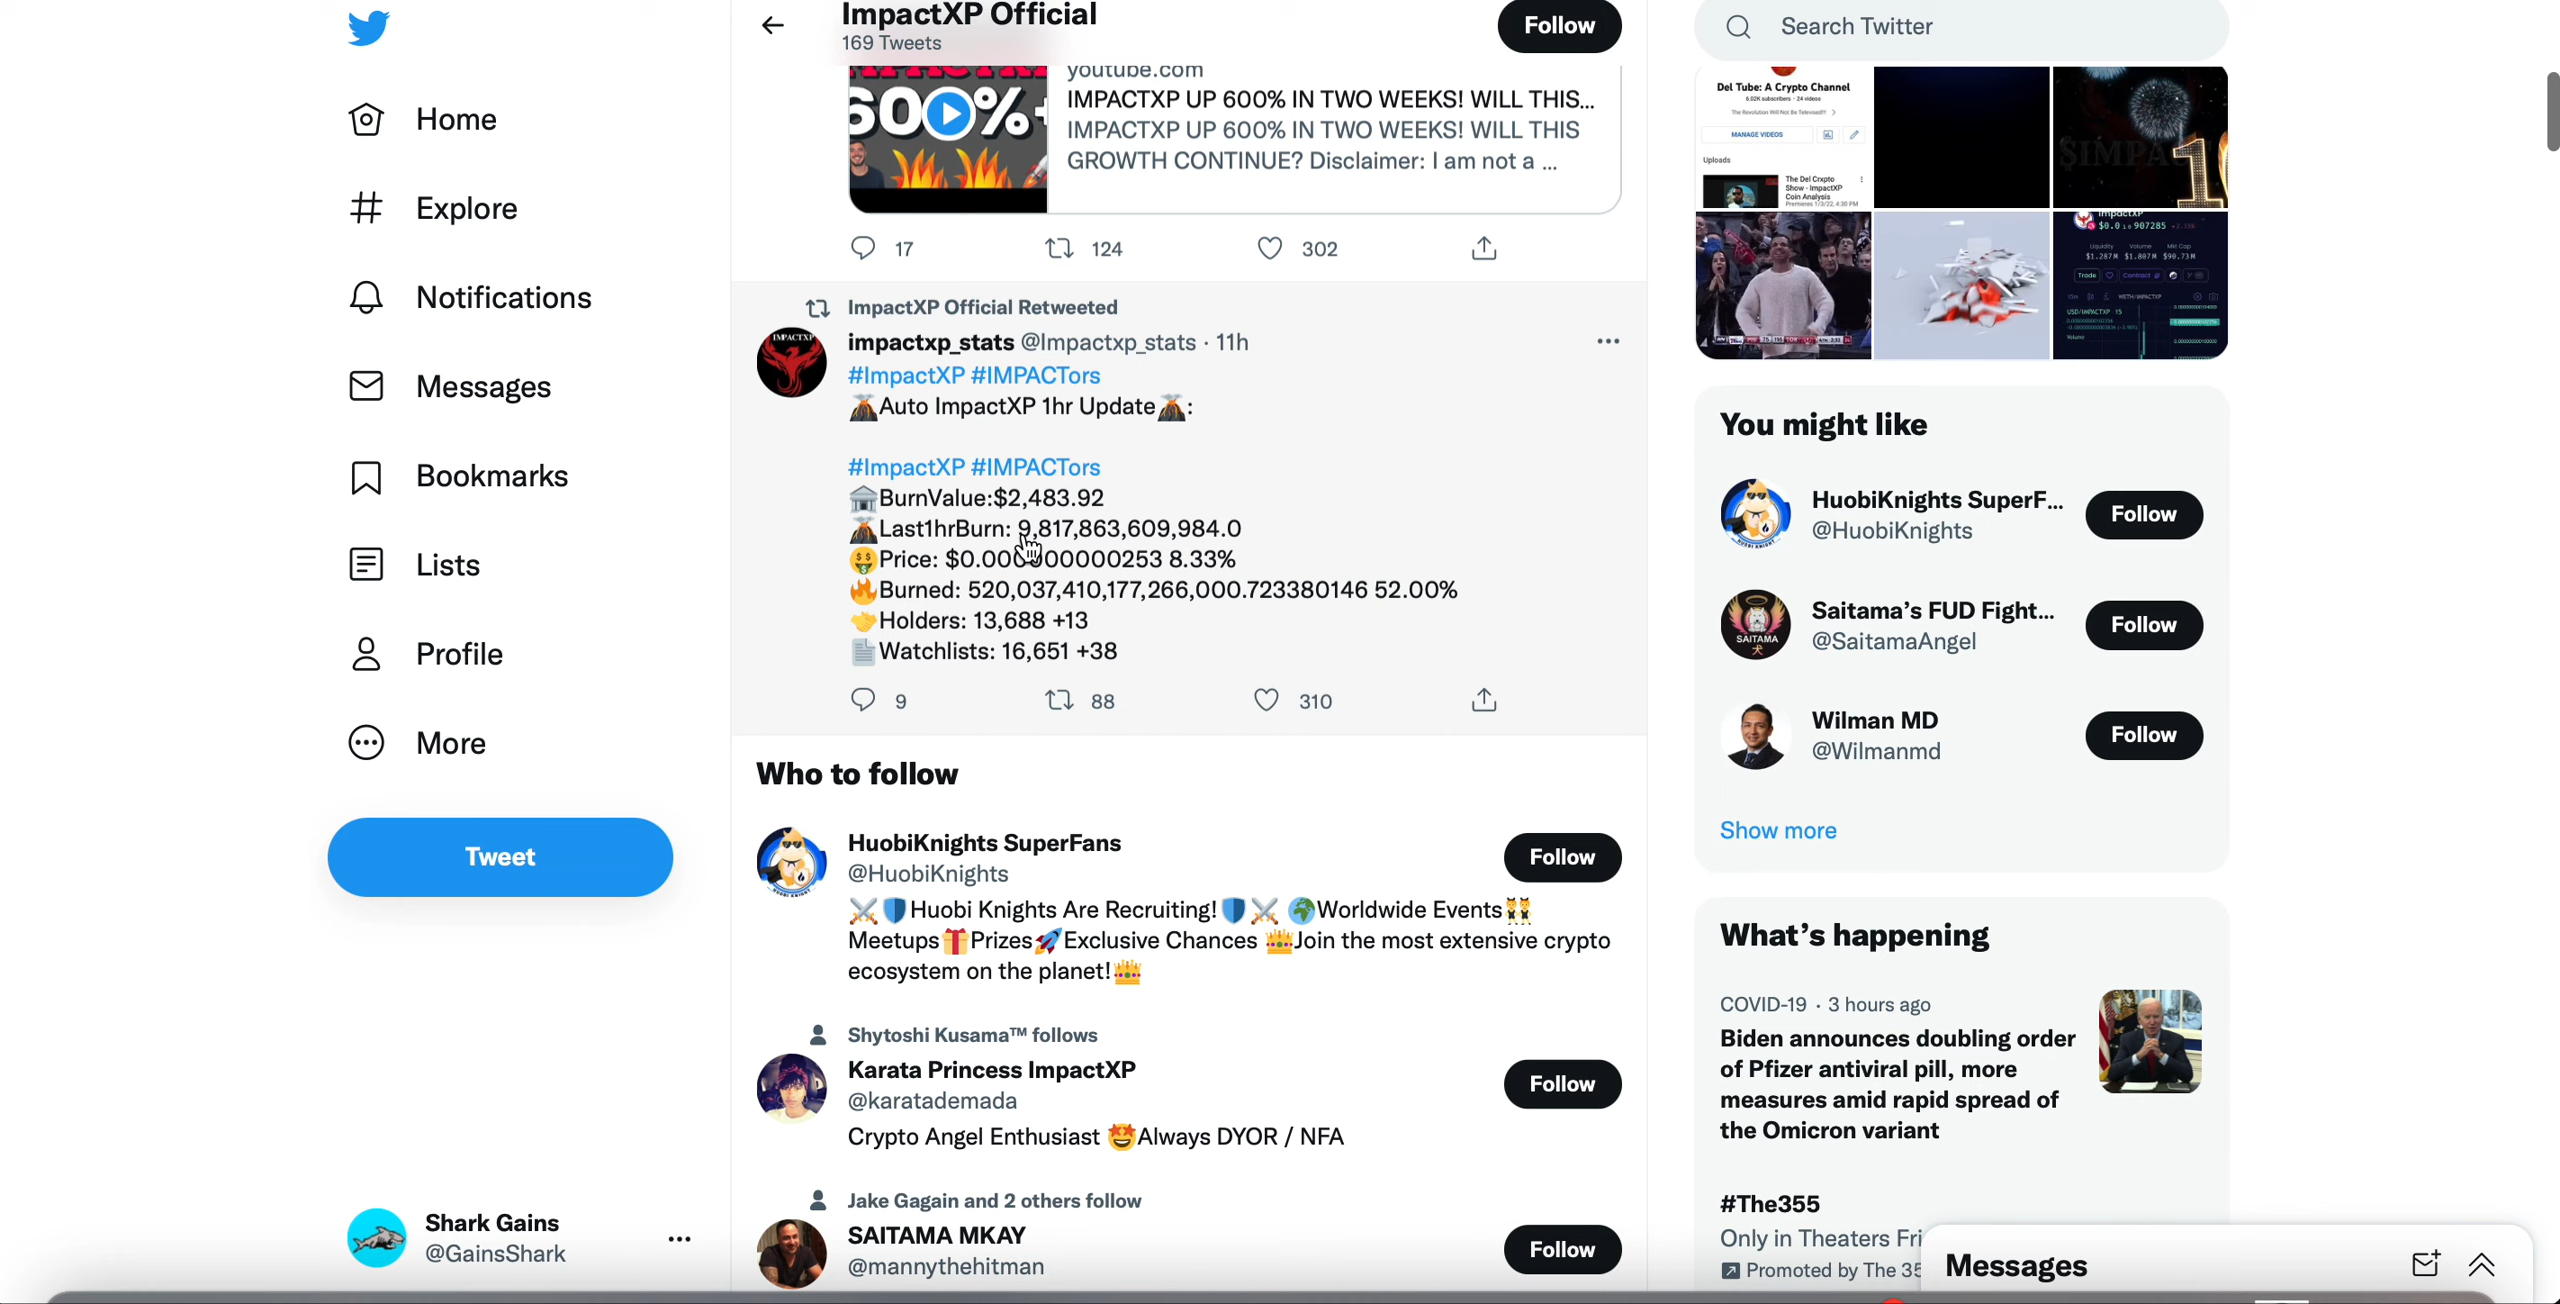 Home
Explore
Notifications
Messages
Bookmarks
Lists
Profile
More
Tweet
Shark Gains
@GainsShark
ImpactXP Official
169 Tweets
Follow
600%+
youtube.com
IMPACTXP UP 600% IN TWO WEEKS! WILL THIS...
IMPACTXP UP 600% IN TWO WEEKS! WILL THIS
GROWTH CONTINUE? Disclaimer: I am not a ...
17 124 302
ImpactXP Official Retweeted
impactxp_stats @Impactxp_stats · 11h
#ImpactXP #IMPACTors
🌋Auto ImpactXP 1hr Update🌋:
#ImpactXP #IMPACTors
🏛BurnValue:$2,483.92
🌋Last1hrBurn: 9,817,863,609,984.0
🤑Price: 8.33%
🔥Burned: 520,037,410,177,266,000.723380146 52.00%
🤝Holders: 13,688 +13
📄Watchlists: 16,651 +38
9 88 310
Who to follow
HuobiKnights SuperFans
@HuobiKnights
Follow
⚔🛡Huobi Knights Are Recruiting!🛡⚔ 🌍Worldwide Events👯
Meetups🎁Prizes🚀Exclusive Chances 👑Join the most extensive crypto
ecosystem on the planet!👑
Shytoshi Kusama™ follows
Karata Princess ImpactXP
@karatademada
Follow
Crypto Angel Enthusiast 🤩Always DYOR / NFA
Jake Gagain and 2 others follow
SAITAMA MKAY
@mannythehitman
Follow
Search Twitter
Del Tube: A Crypto Channel
6.02K subscribers · 24 videos
The Revolution Will Not Be Televised!!!
MANAGE VIDEOS
Uploads
The Del Crxpto
Show - ImpactXP
Coin Analysis
Premieres 1/3/22, 4:30 PM
$IMPA
ImpactXP
Liquidity Volume Mkt Cap
$1.287M $1.807M $90.73M
Trade Contract
WETH/IMPACTXP
USD/IMPACTXP 15
Volume
You might like
HuobiKnights SuperF...
@HuobiKnights
Follow
SAITAMA
Saitama's FUD Fight...
@SaitamaAngel
Follow
Wilman MD
@Wilmanmd
Follow
Show more
What's happening
COVID-19 · 3 hours ago
Biden announces doubling order
of Pfizer antiviral pill, more
measures amid rapid spread of
the Omicron variant
#The355
Only in Theaters Fri
Promoted by The 35
Messages